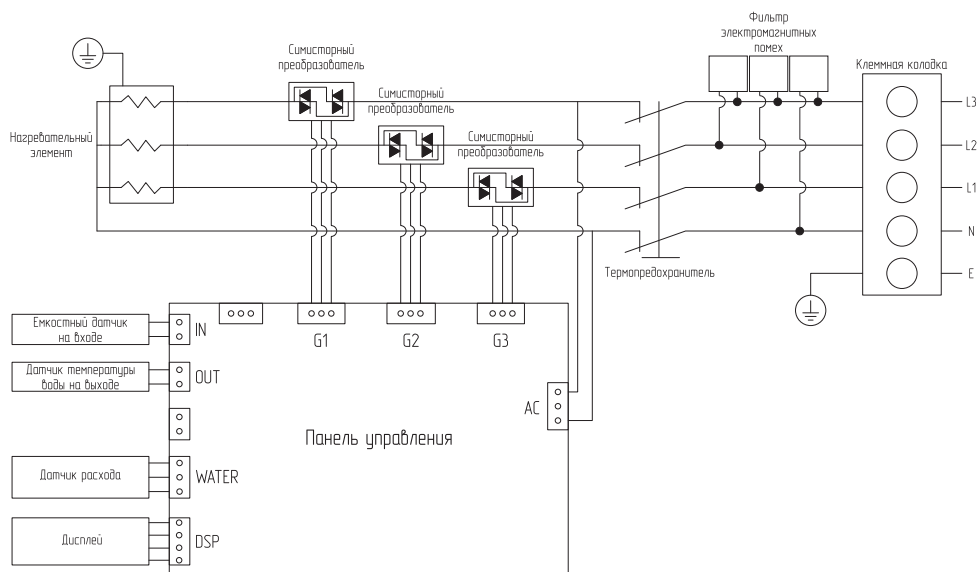 Фильтр
электромагнитных
помех
Клеммная колодка
Симисторный
преобразователь
Симисторный
преобразователь
Симисторный
преобразователь
Нагревательный
элемент
L3
L2
L1
N
E
Термопредохранитель
Емкостный датчик
на входе
IN
G1
G2
G3
Датчик температуры
воды на выходе
OUT
AC
Панель управления
Датчик расхода
WATER
Дисплей
DSP